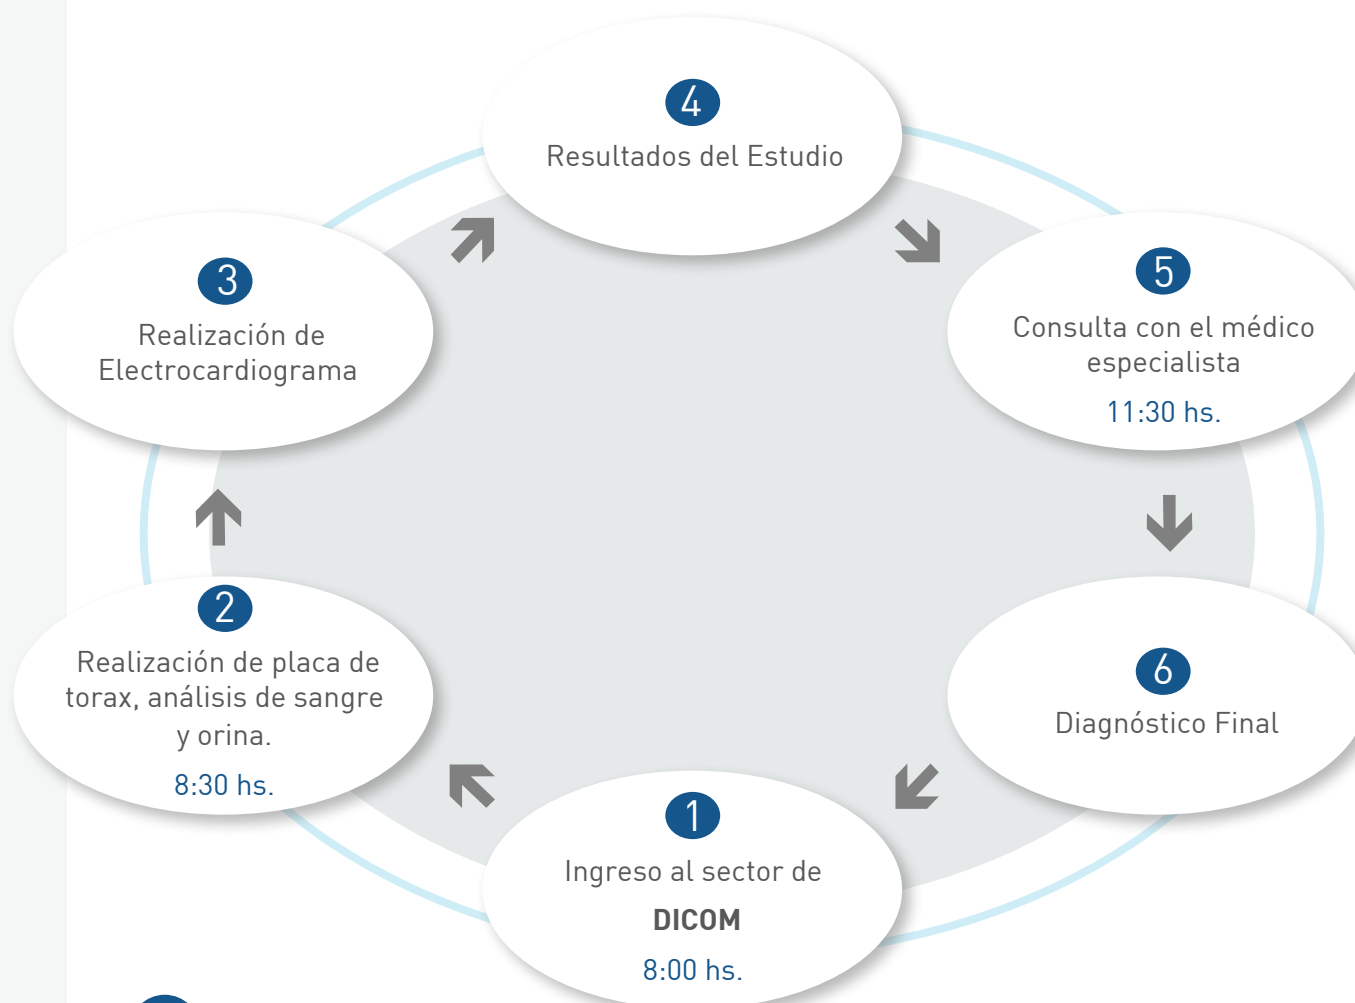 4
Resultados del Estudio
3
Realización de
Electrocardiograma
5
Consulta con el médico
especialista
11:30 hs.
2
Realización de placa de
torax, análisis de sangre
y orina.
8:30 hs.
6
Diagnóstico Final
1
Ingreso al sector de
DICOM
8:00 hs.